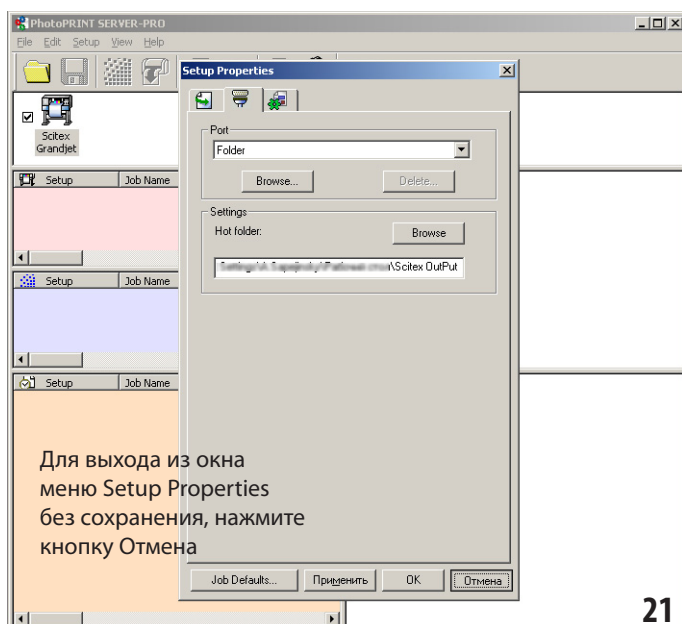 PhotoPRINT SERVER-PRO
File Edit Setup View Help
Setup Properties
Scitex
Grandjet
Port
Folder
Browse... Delete...
Settings
Hot folder: Browse
\Scitex OutPut
Setup Job Name
Setup Job Name
Setup Job Name
Для выхода из окна
меню Setup Properties
без сохранения, нажмите
кнопку Отмена
Job Defaults... Применить OK Отмена
21